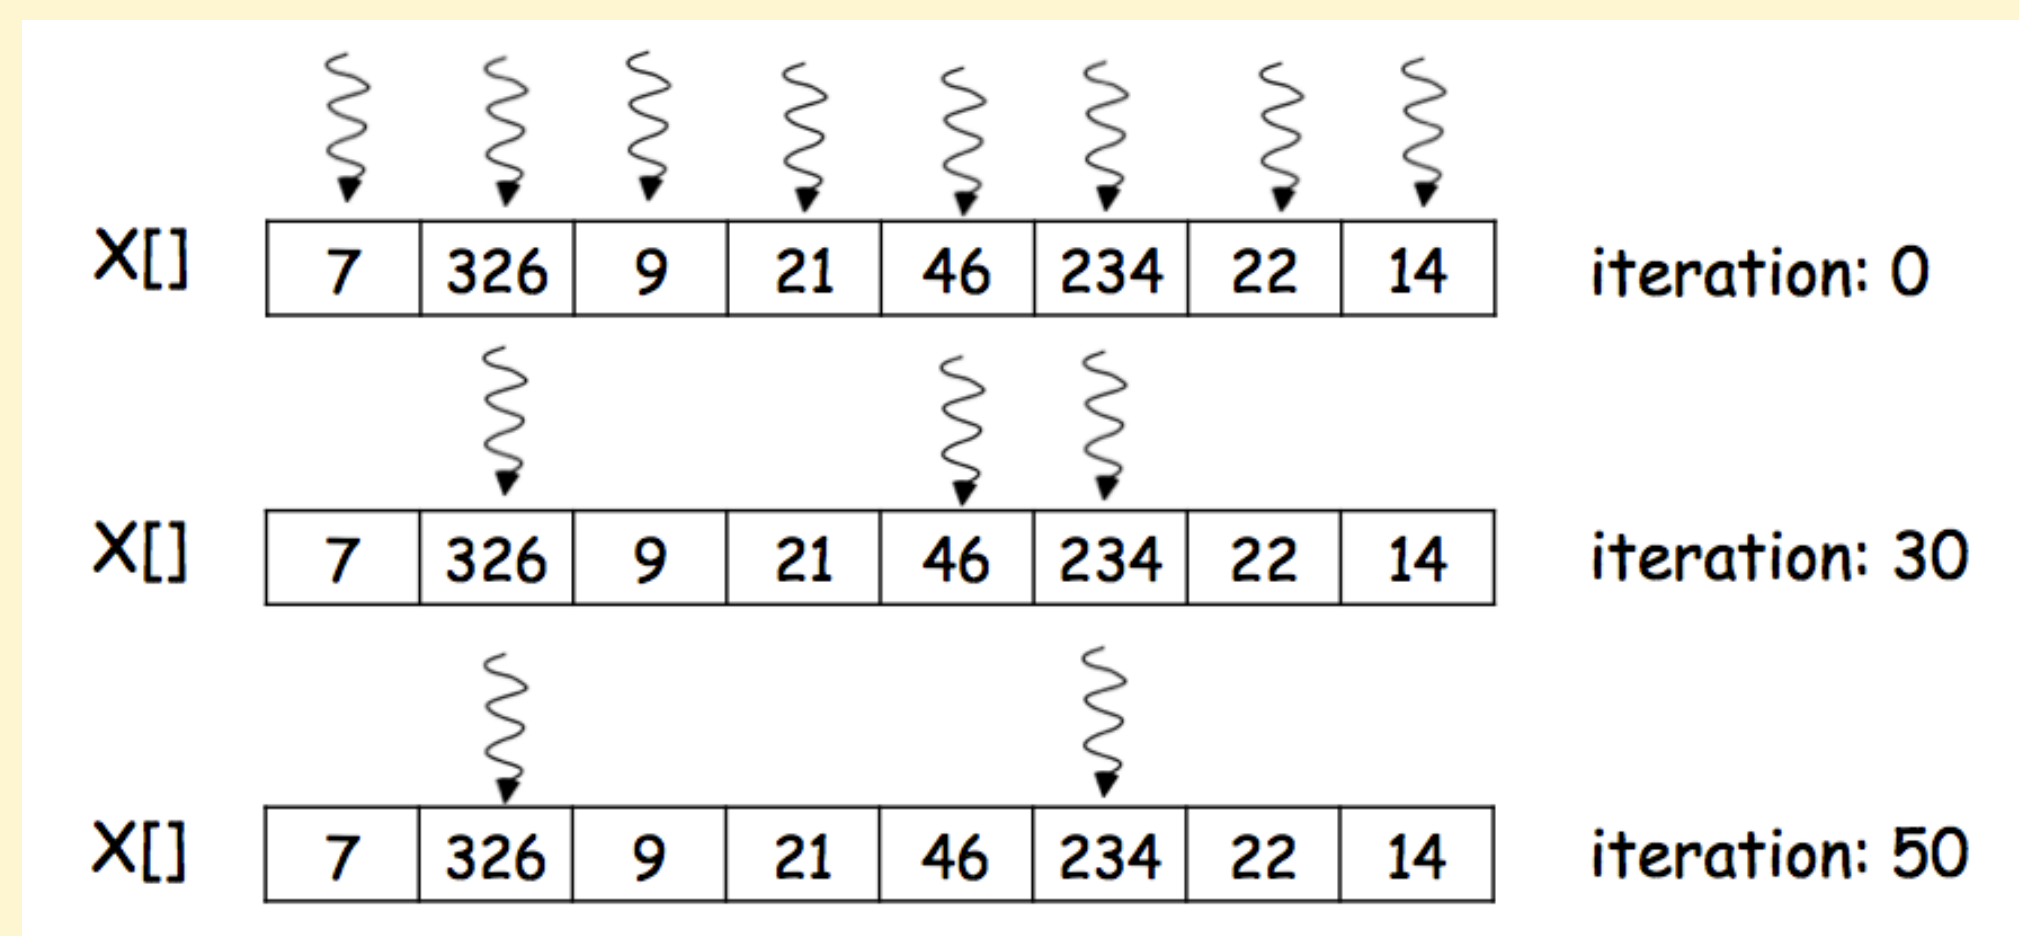 X[] 7 326 9 21 46 234 22 14 iteration: 0
X[] 7 326 9 21 46 234 22 14 iteration: 30
X[] 7 326 9 21 46 234 22 14 iteration: 50